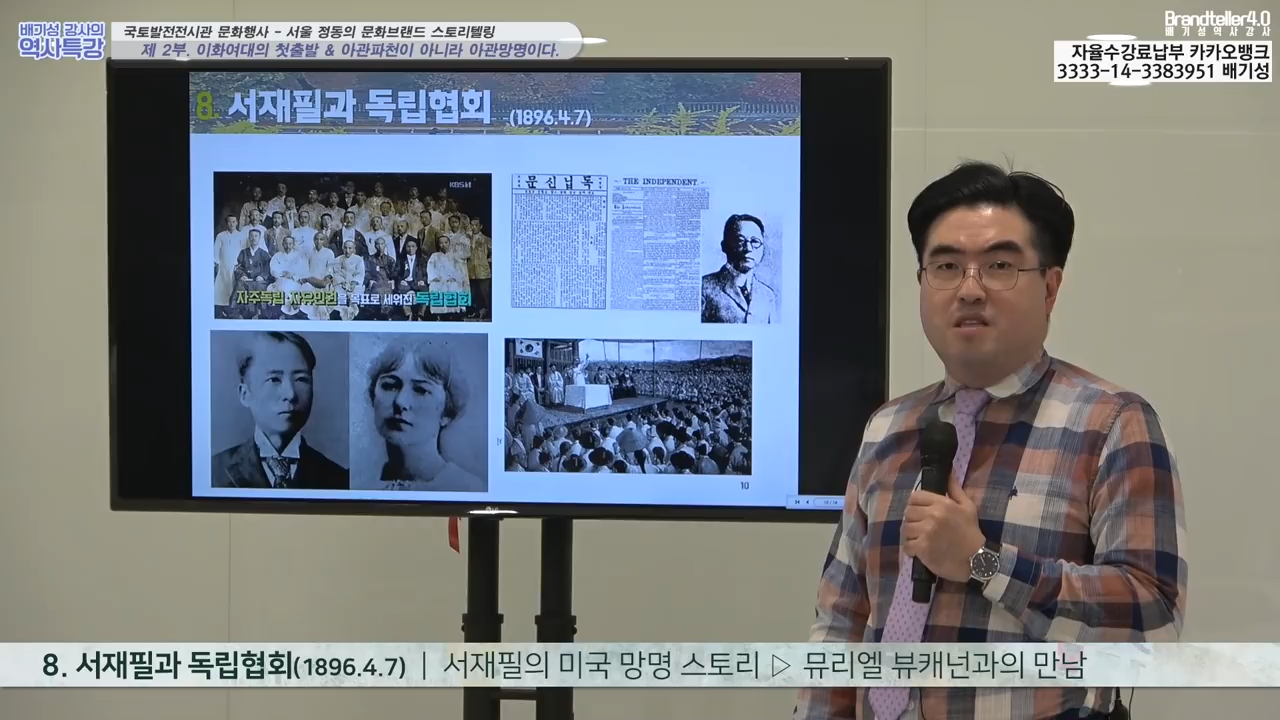 배기성 강사의
역사특강
국토발전전시관 문화행사 - 서울 정동의 문화브랜드 스토리텔링
제 2부. 이화여대의 첫출발 & 아관파천이 아니라 아관망명이다.
Brandteller4.0
배기성역사강사
자율수강료납부 카카오뱅크
3333-14-3383951 배기성
8. 서재필과 독립협회 (1896.4.7)
KBS
자주독립 자유민권을 목표로 세워진 독립협회
문신닙독
THE INDEPENDENT
10
8. 서재필과 독립협회(1896.4.7) | 서재필의 미국 망명 스토리 ▷ 뮤리엘 뷰캐넌과의 만남